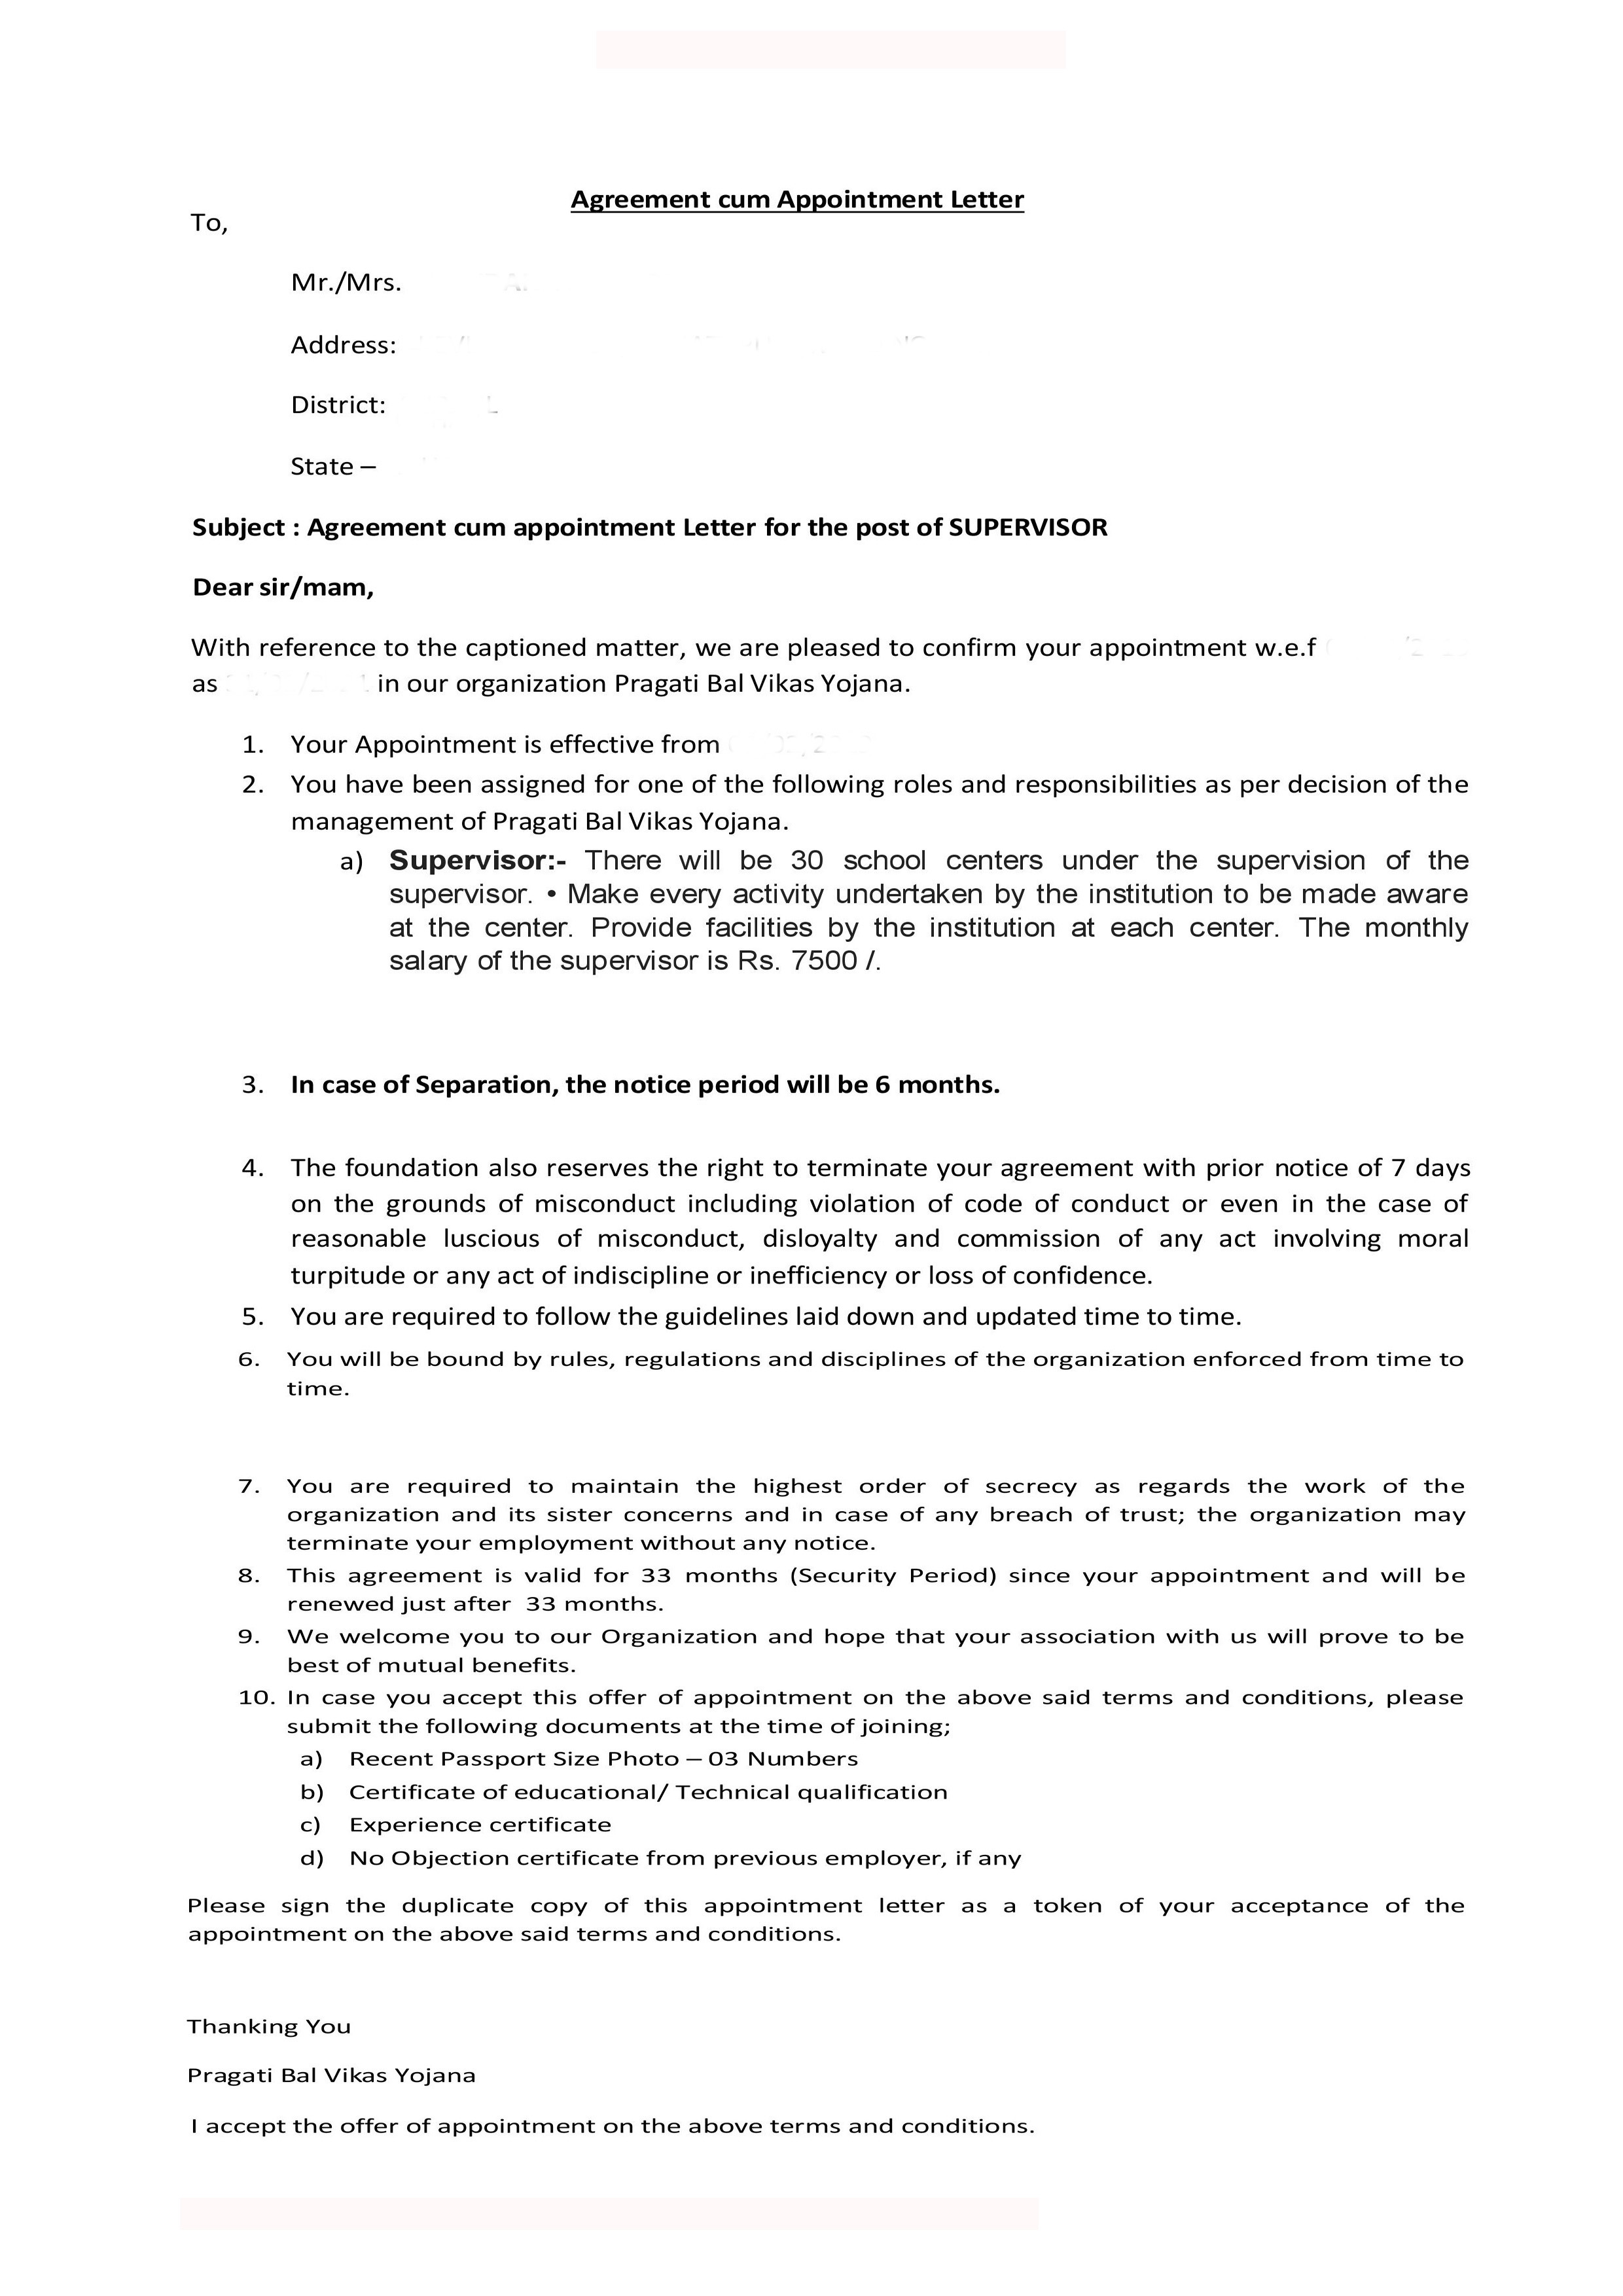 Agreement cum Appointment Letter
To,
Mr./Mrs.
Address:
District:
State –
Subject : Agreement cum appointment Letter for the post of SUPERVISOR
Dear sir/mam,
With reference to the captioned matter, we are pleased to confirm your appointment w.e.f
as in our organization Pragati Bal Vikas Yojana.
1. Your Appointment is effective from
2. You have been assigned for one of the following roles and responsibilities as per decision of the
management of Pragati Bal Vikas Yojana.
a) Supervisor:- There will be 30 school centers under the supervision of the
supervisor. • Make every activity undertaken by the institution to be made aware
at the center. Provide facilities by the institution at each center. The monthly
salary of the supervisor is Rs. 7500 /.
3. In case of Separation, the notice period will be 6 months.
4. The foundation also reserves the right to terminate your agreement with prior notice of 7 days
on the grounds of misconduct including violation of code of conduct or even in the case of
reasonable luscious of misconduct, disloyalty and commission of any act involving moral
turpitude or any act of indiscipline or inefficiency or loss of confidence.
5. You are required to follow the guidelines laid down and updated time to time.
6. You will be bound by rules, regulations and disciplines of the organization enforced from time to
time.
7. You are required to maintain the highest order of secrecy as regards the work of the
organization and its sister concerns and in case of any breach of trust; the organization may
terminate your employment without any notice.
8. This agreement is valid for 33 months (Security Period) since your appointment and will be
renewed just after 33 months.
9. We welcome you to our Organization and hope that your association with us will prove to be
best of mutual benefits.
10. In case you accept this offer of appointment on the above said terms and conditions, please
submit the following documents at the time of joining;
a) Recent Passport Size Photo – 03 Numbers
b) Certificate of educational/ Technical qualification
c) Experience certificate
d) No Objection certificate from previous employer, if any
Please sign the duplicate copy of this appointment letter as a token of your acceptance of the
appointment on the above said terms and conditions.
Thanking You
Pragati Bal Vikas Yojana
I accept the offer of appointment on the above terms and conditions.